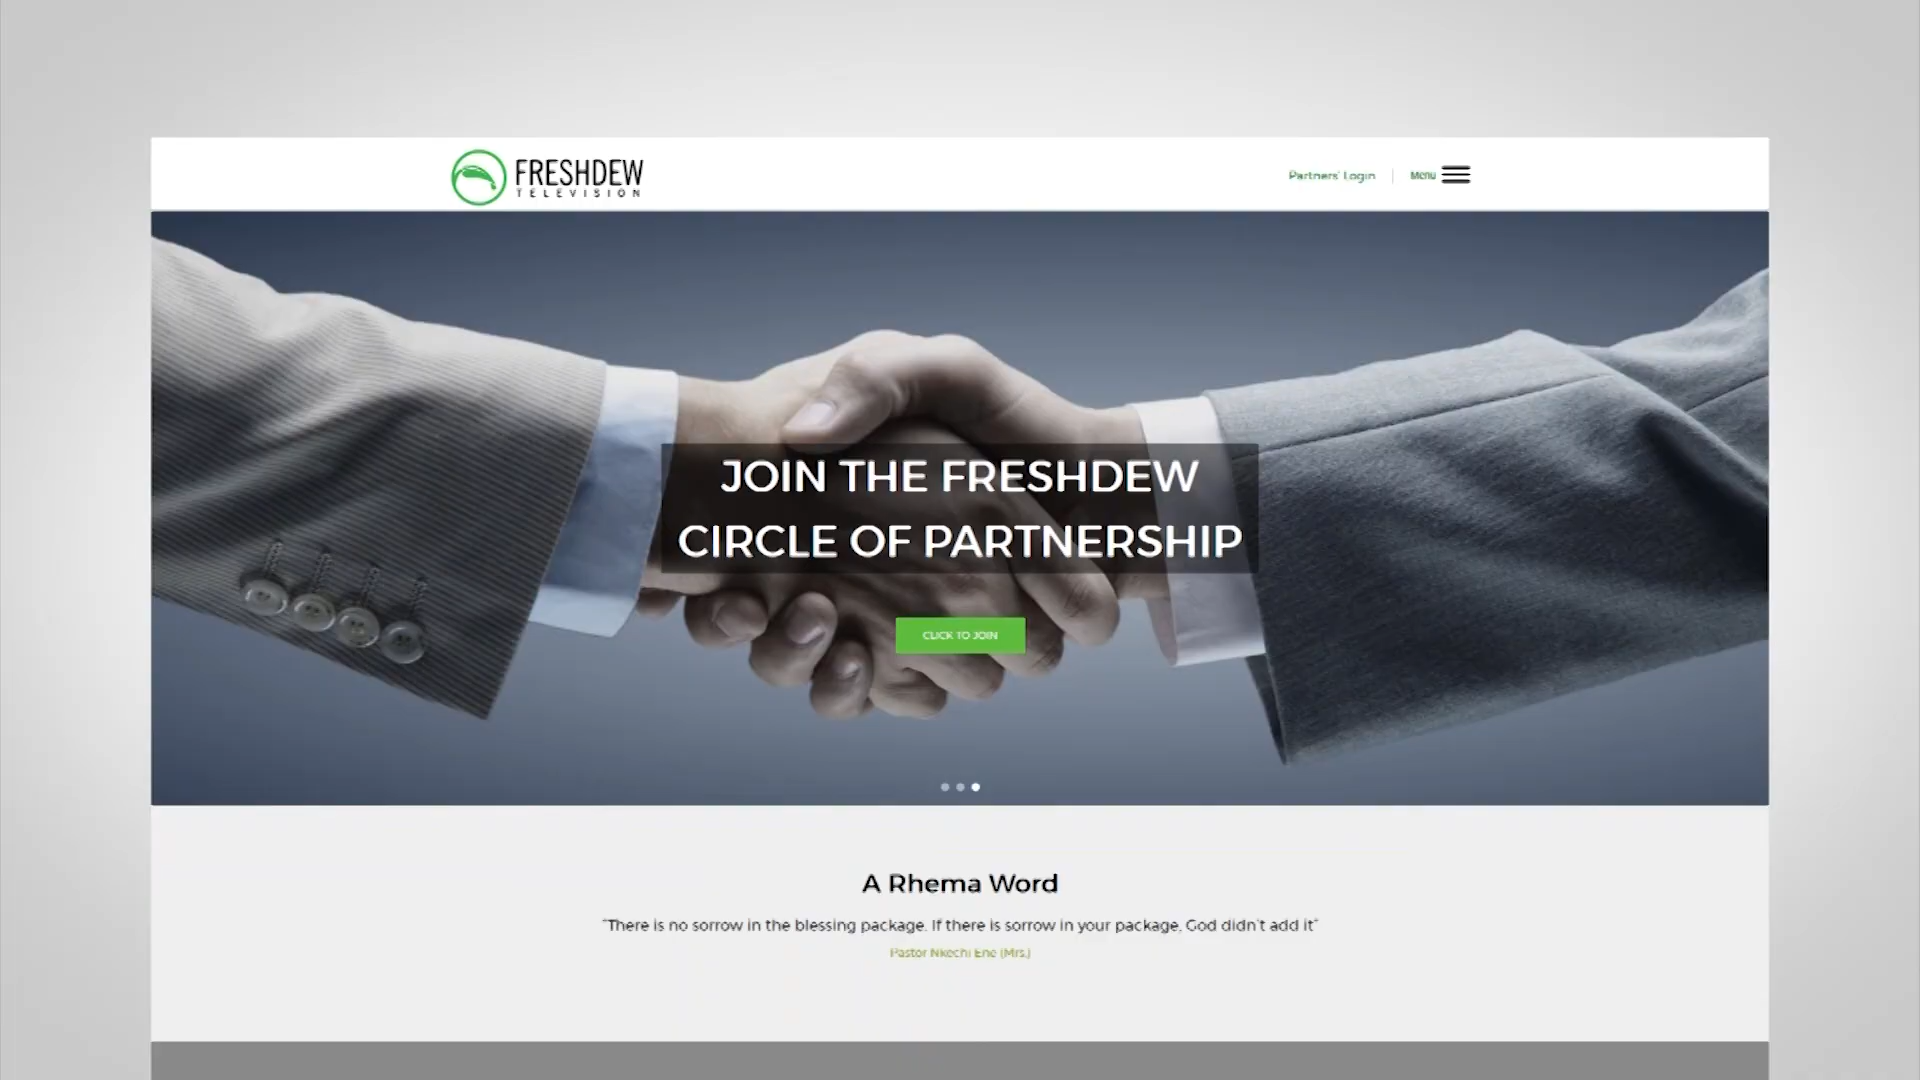 FRESHDEW
TELEVISION
Partners' Login
Menu
JOIN THE FRESHDEW
CIRCLE OF PARTNERSHIP
CLICK TO JOIN
A Rhema Word
"There is no sorrow in the blessing package. If there is sorrow in your package, God didn't add it"
Pastor Nkechi Ene (Mrs.)